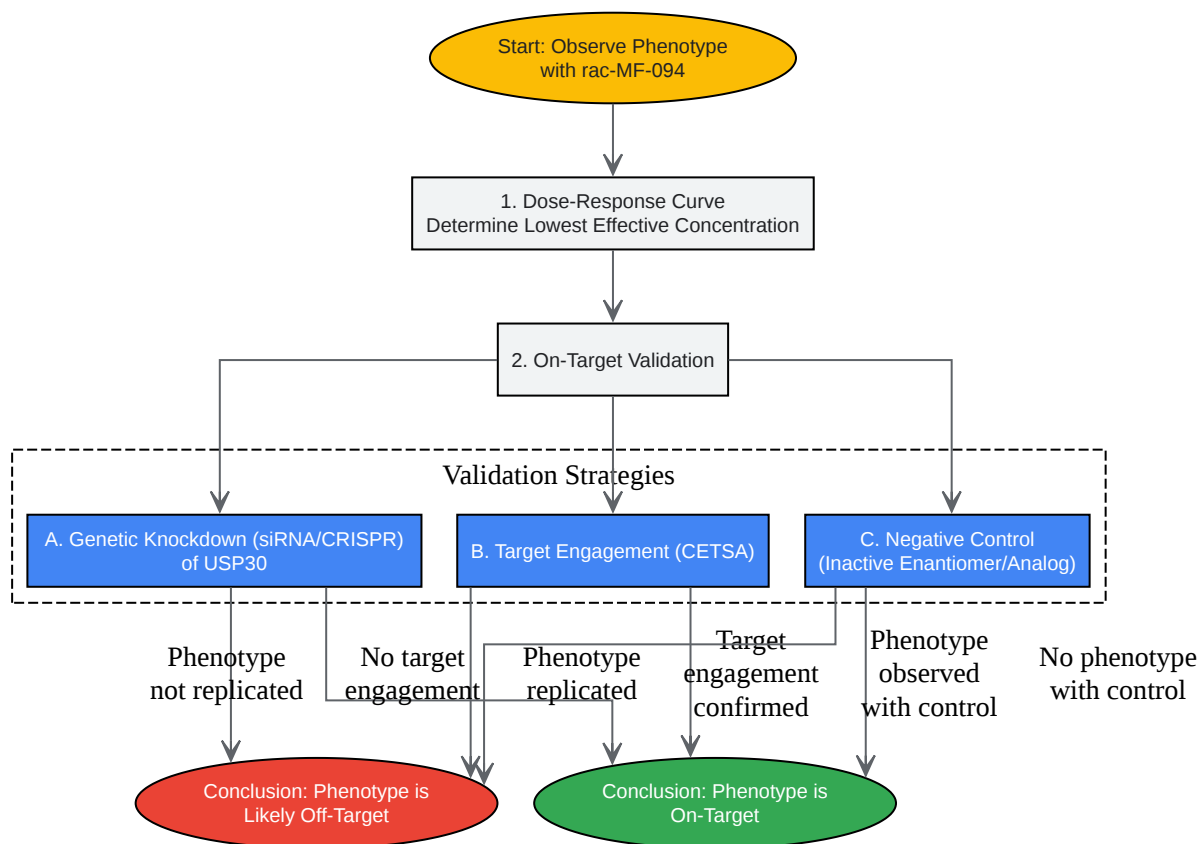 Start: Observe Phenotype
with rac-MF-094
1. Dose-Response Curve
Determine Lowest Effective Concentration
2. On-Target Validation
Validation Strategies
A. Genetic Knockdown (siRNA/CRISPR)
of USP30
B. Target Engagement (CETSA)
C. Negative Control
(Inactive Enantiomer/Analog)
Phenotype
not replicated
No target
engagement
Phenotype
replicated
Target
engagement
confirmed
Phenotype
observed
with control
No phenotype
with control
Conclusion: Phenotype is
Likely Off-Target
Conclusion: Phenotype is
On-Target